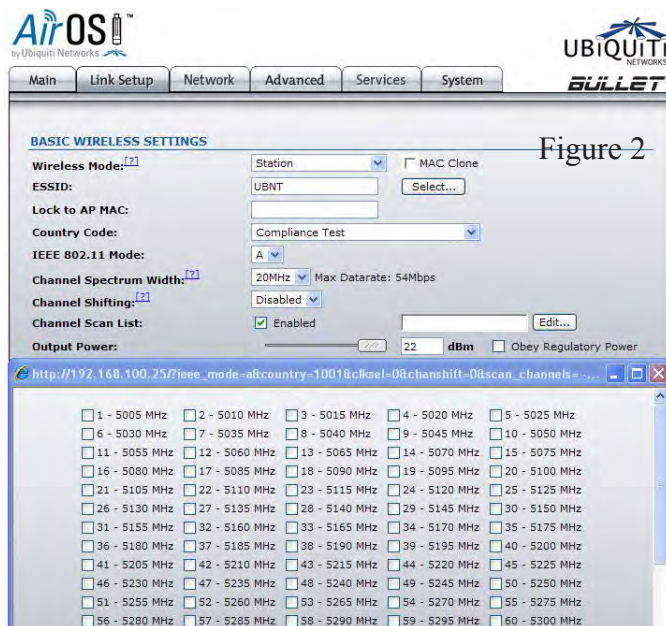 AirOS™
by Ubiquiti Networks
UBIQUITI
NETWORKS
Main Link Setup Network Advanced Services System
BULLET
Figure 2
BASIC WIRELESS SETTINGS
Wireless Mode:[?] Station MAC Clone
ESSID: UBNT Select...
Lock to AP MAC:
Country Code: Compliance Test
IEEE 802.11 Mode: A
Channel Spectrum Width:[?] 20MHz Max Datarate: 54Mbps
Channel Shifting:[?] Disabled
Channel Scan List: Enabled Edit...
Output Power: 22 dBm Obey Regulatory Power
http://192.168.100.25/?ieee_mode=a&country=1001&clksel=0&chanshift=0&scan_channels= -...
1 - 5005 MHz 2 - 5010 MHz 3 - 5015 MHz 4 - 5020 MHz 5 - 5025 MHz
6 - 5030 MHz 7 - 5035 MHz 8 - 5040 MHz 9 - 5045 MHz 10 - 5050 MHz
11 - 5055 MHz 12 - 5060 MHz 13 - 5065 MHz 14 - 5070 MHz 15 - 5075 MHz
16 - 5080 MHz 17 - 5085 MHz 18 - 5090 MHz 19 - 5095 MHz 20 - 5100 MHz
21 - 5105 MHz 22 - 5110 MHz 23 - 5115 MHz 24 - 5120 MHz 25 - 5125 MHz
26 - 5130 MHz 27 - 5135 MHz 28 - 5140 MHz 29 - 5145 MHz 30 - 5150 MHz
31 - 5155 MHz 32 - 5160 MHz 33 - 5165 MHz 34 - 5170 MHz 35 - 5175 MHz
36 - 5180 MHz 37 - 5185 MHz 38 - 5190 MHz 39 - 5195 MHz 40 - 5200 MHz
41 - 5205 MHz 42 - 5210 MHz 43 - 5215 MHz 44 - 5220 MHz 45 - 5225 MHz
46 - 5230 MHz 47 - 5235 MHz 48 - 5240 MHz 49 - 5245 MHz 50 - 5250 MHz
51 - 5255 MHz 52 - 5260 MHz 53 - 5265 MHz 54 - 5270 MHz 55 - 5275 MHz
56 - 5280 MHz 57 - 5285 MHz 58 - 5290 MHz 59 - 5295 MHz 60 - 5300 MHz